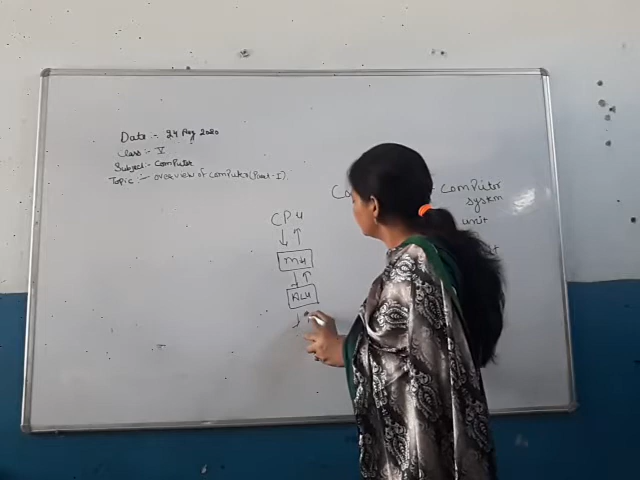 Date :- 24 Aug 2020
Class :- V
Subject :- Computer
Topic :- overview of Computer (Part-I)
Computer
system
unit
CPU
MU
ALU